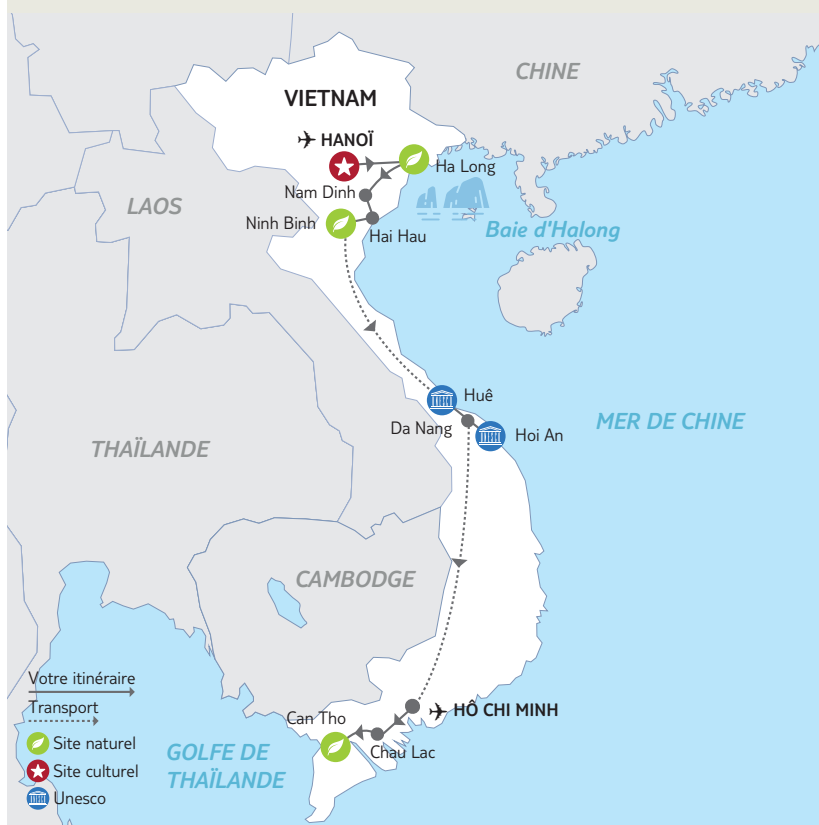 CHINE
VIETNAM
HANOÏ
Ha Long
Nam Dinh
LAOS
Ninh Binh
Hai Hau
Baie d'Halong
Huê
Da Nang
Hoi An
MER DE CHINE
THAÏLANDE
CAMBODGE
Votre itinéraire
Transport
Can Tho
HÔ CHI MINH
Site naturel
GOLFE DE
THAÏLANDE
Chau Lac
Site culturel
Unesco